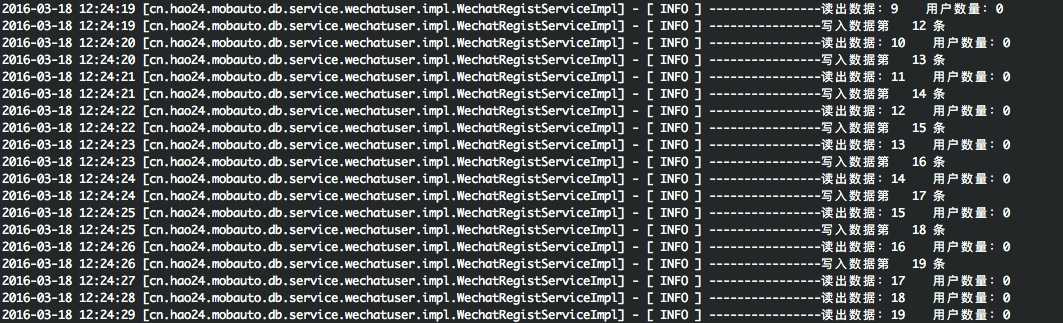 2016-03-18 12:24:19 [cn.hao24.mobauto.db.service.wechatuser.impl.WechatRegistServiceImpl] - [ INFO ] ----------------读出数据：9 用户数量：0
2016-03-18 12:24:19 [cn.hao24.mobauto.db.service.wechatuser.impl.WechatRegistServiceImpl] - [ INFO ] ----------------写入数据第 12 条
2016-03-18 12:24:20 [cn.hao24.mobauto.db.service.wechatuser.impl.WechatRegistServiceImpl] - [ INFO ] ----------------读出数据：10 用户数量：0
2016-03-18 12:24:20 [cn.hao24.mobauto.db.service.wechatuser.impl.WechatRegistServiceImpl] - [ INFO ] ----------------写入数据第 13 条
2016-03-18 12:24:21 [cn.hao24.mobauto.db.service.wechatuser.impl.WechatRegistServiceImpl] - [ INFO ] ----------------读出数据：11 用户数量：0
2016-03-18 12:24:21 [cn.hao24.mobauto.db.service.wechatuser.impl.WechatRegistServiceImpl] - [ INFO ] ----------------写入数据第 14 条
2016-03-18 12:24:22 [cn.hao24.mobauto.db.service.wechatuser.impl.WechatRegistServiceImpl] - [ INFO ] ----------------读出数据：12 用户数量：0
2016-03-18 12:24:22 [cn.hao24.mobauto.db.service.wechatuser.impl.WechatRegistServiceImpl] - [ INFO ] ----------------写入数据第 15 条
2016-03-18 12:24:23 [cn.hao24.mobauto.db.service.wechatuser.impl.WechatRegistServiceImpl] - [ INFO ] ----------------读出数据：13 用户数量：0
2016-03-18 12:24:23 [cn.hao24.mobauto.db.service.wechatuser.impl.WechatRegistServiceImpl] - [ INFO ] ----------------写入数据第 16 条
2016-03-18 12:24:24 [cn.hao24.mobauto.db.service.wechatuser.impl.WechatRegistServiceImpl] - [ INFO ] ----------------读出数据：14 用户数量：0
2016-03-18 12:24:24 [cn.hao24.mobauto.db.service.wechatuser.impl.WechatRegistServiceImpl] - [ INFO ] ----------------写入数据第 17 条
2016-03-18 12:24:25 [cn.hao24.mobauto.db.service.wechatuser.impl.WechatRegistServiceImpl] - [ INFO ] ----------------读出数据：15 用户数量：0
2016-03-18 12:24:25 [cn.hao24.mobauto.db.service.wechatuser.impl.WechatRegistServiceImpl] - [ INFO ] ----------------写入数据第 18 条
2016-03-18 12:24:26 [cn.hao24.mobauto.db.service.wechatuser.impl.WechatRegistServiceImpl] - [ INFO ] ----------------读出数据：16 用户数量：0
2016-03-18 12:24:26 [cn.hao24.mobauto.db.service.wechatuser.impl.WechatRegistServiceImpl] - [ INFO ] ----------------写入数据第 19 条
2016-03-18 12:24:27 [cn.hao24.mobauto.db.service.wechatuser.impl.WechatRegistServiceImpl] - [ INFO ] ----------------读出数据：17 用户数量：0
2016-03-18 12:24:28 [cn.hao24.mobauto.db.service.wechatuser.impl.WechatRegistServiceImpl] - [ INFO ] ----------------读出数据：18 用户数量：0
2016-03-18 12:24:29 [cn.hao24.mobauto.db.service.wechatuser.impl.WechatRegistServiceImpl] - [ INFO ] ----------------读出数据：19 用户数量：0